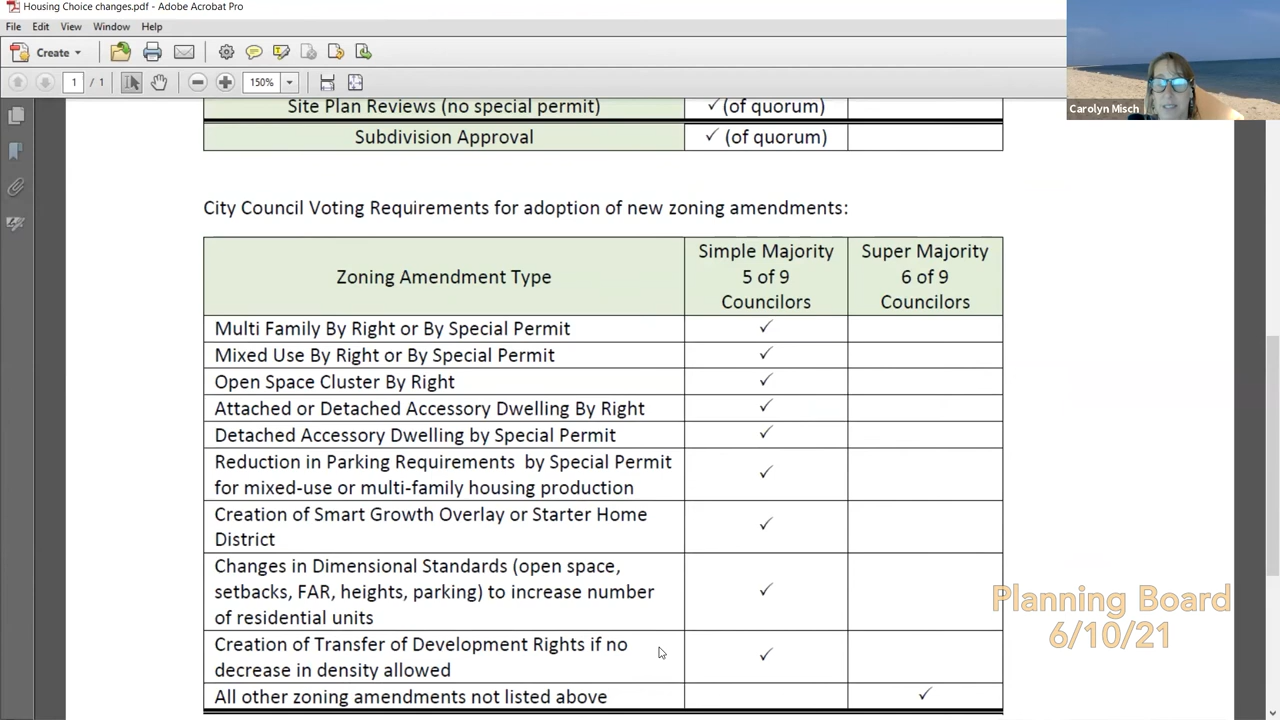 Housing Choice changes.pdf - Adobe Acrobat Pro
File Edit View Window Help
Create
1 / 1 150%
Carolyn Misch
Site Plan Reviews (no special permit) ✓ (of quorum)
Subdivision Approval ✓ (of quorum)
City Council Voting Requirements for adoption of new zoning amendments:
Zoning Amendment Type
Simple Majority
5 of 9
Councilors
Super Majority
6 of 9
Councilors
Multi Family By Right or By Special Permit ✓
Mixed Use By Right or By Special Permit ✓
Open Space Cluster By Right ✓
Attached or Detached Accessory Dwelling By Right ✓
Detached Accessory Dwelling by Special Permit ✓
Reduction in Parking Requirements by Special Permit
for mixed-use or multi-family housing production ✓
Creation of Smart Growth Overlay or Starter Home
District ✓
Changes in Dimensional Standards (open space,
setbacks, FAR, heights, parking) to increase number
of residential units ✓
Creation of Transfer of Development Rights if no
decrease in density allowed ✓
All other zoning amendments not listed above ✓
Planning Board
6/10/21